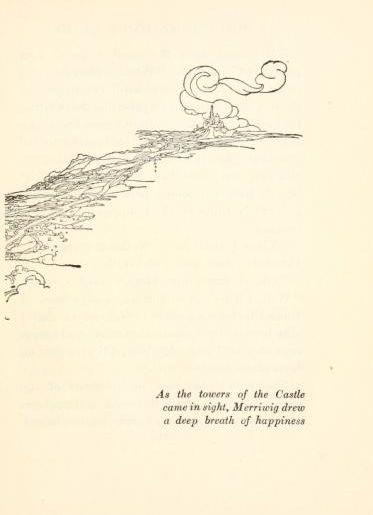 As the towers of the Castle
came in sight, Merriwig drew
a deep breath of happiness